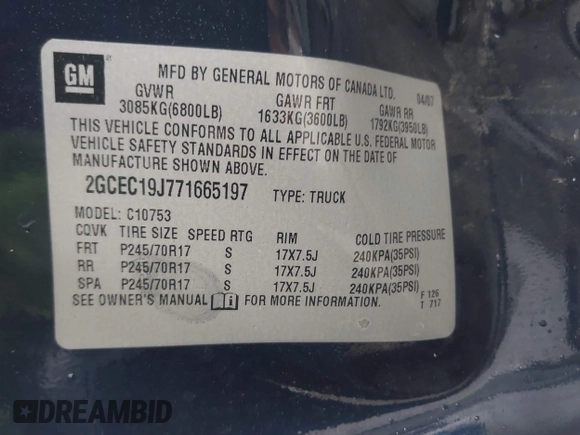 GM
MFD BY GENERAL MOTORS OF CANADA LTD. 04/07
GVWR GAWR FRT GAWR RR
3085KG(6800LB) 1633KG(3600LB) 1792KG(3950LB)
THIS VEHICLE CONFORMS TO ALL APPLICABLE U.S. FEDERAL MOTOR
VEHICLE SAFETY STANDARDS IN EFFECT ON THE DATE OF
MANUFACTURE SHOWN ABOVE.
2GCEC19J771665197 TYPE: TRUCK
MODEL: C10753
CQVK TIRE SIZE SPEED RTG RIM COLD TIRE PRESSURE
FRT P245/70R17 S 17X7.5J 240KPA(35PSI)
RR P245/70R17 S 17X7.5J 240KPA(35PSI)
SPA P245/70R17 S 17X7.5J 240KPA(35PSI)
SEE OWNER'S MANUAL i FOR MORE INFORMATION.
F 126
T 717
DREAMBID